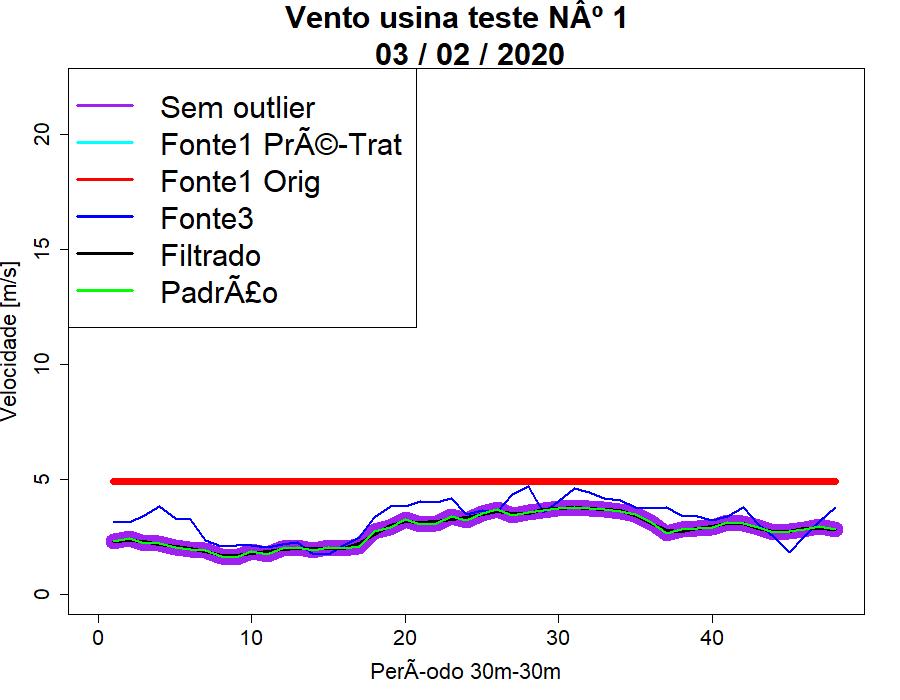 Vento usina teste NÂº 1
03 / 02 / 2020
Sem outlier
Fonte1 PrÃ©-Trat
Fonte1 Orig
Fonte3
Filtrado
PadrÃ£o
Velocidade [m/s]
20
15
10
5
0
0 10 20 30 40
PerÃ-odo 30m-30m